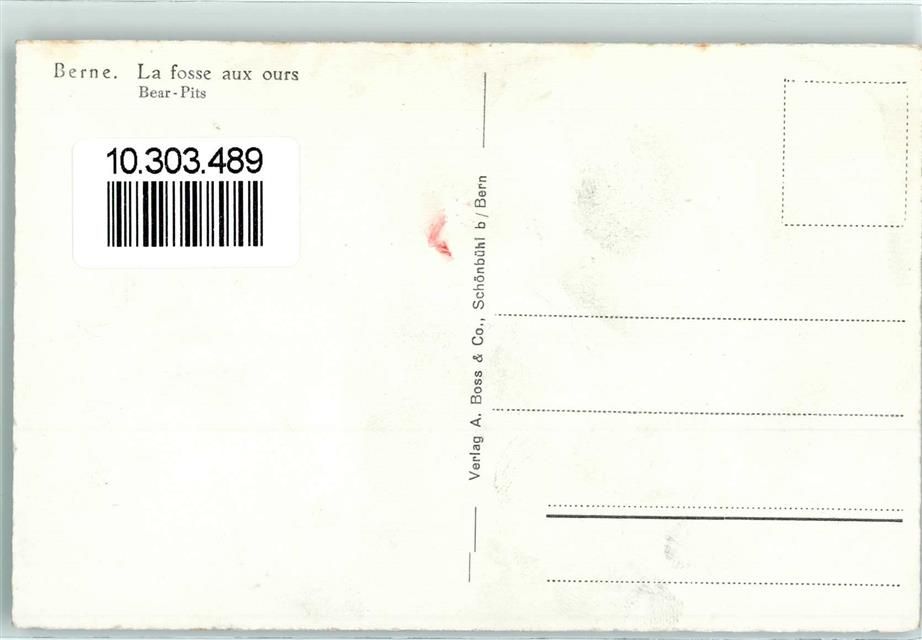 Berne. La fosse aux ours
Bear-Pits
10.303.489
Verlag A. Boss & Co., Schönbühl b/Bern